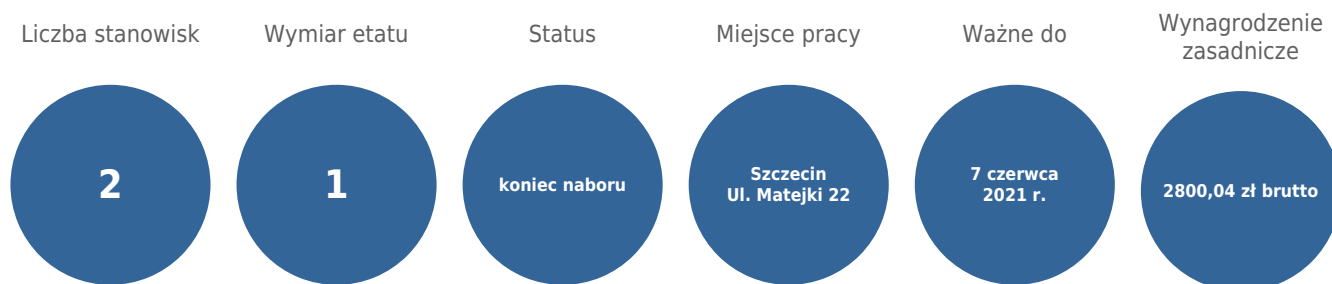 Liczba stanowisk
2
Wymiar etatu
1
Status
koniec naboru
Miejsce pracy
Szczecin
Ul. Matejki 22
Ważne do
7 czerwca
2021 r.
Wynagrodzenie
zasadnicze
2800,04 zł brutto